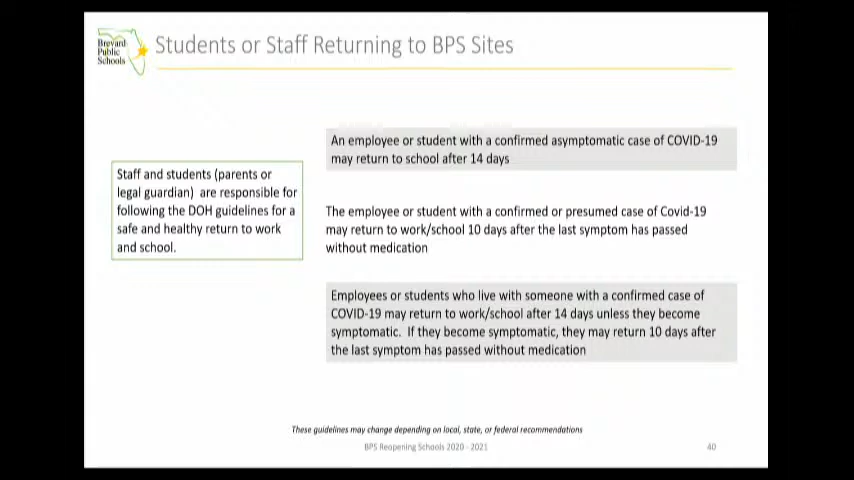 Brevard
Public
Schools
Students or Staff Returning to BPS Sites
Staff and students (parents or
legal guardian) are responsible for
following the DOH guidelines for a
safe and healthy return to work
and school.
An employee or student with a confirmed asymptomatic case of COVID-19
may return to school after 14 days
The employee or student with a confirmed or presumed case of Covid-19
may return to work/school 10 days after the last symptom has passed
without medication
Employees or students who live with someone with a confirmed case of
COVID-19 may return to work/school after 14 days unless they become
symptomatic. If they become symptomatic, they may return 10 days after
the last symptom has passed without medication
These guidelines may change depending on local, state, or federal recommendations
BPS Reopening Schools 2020 - 2021
40